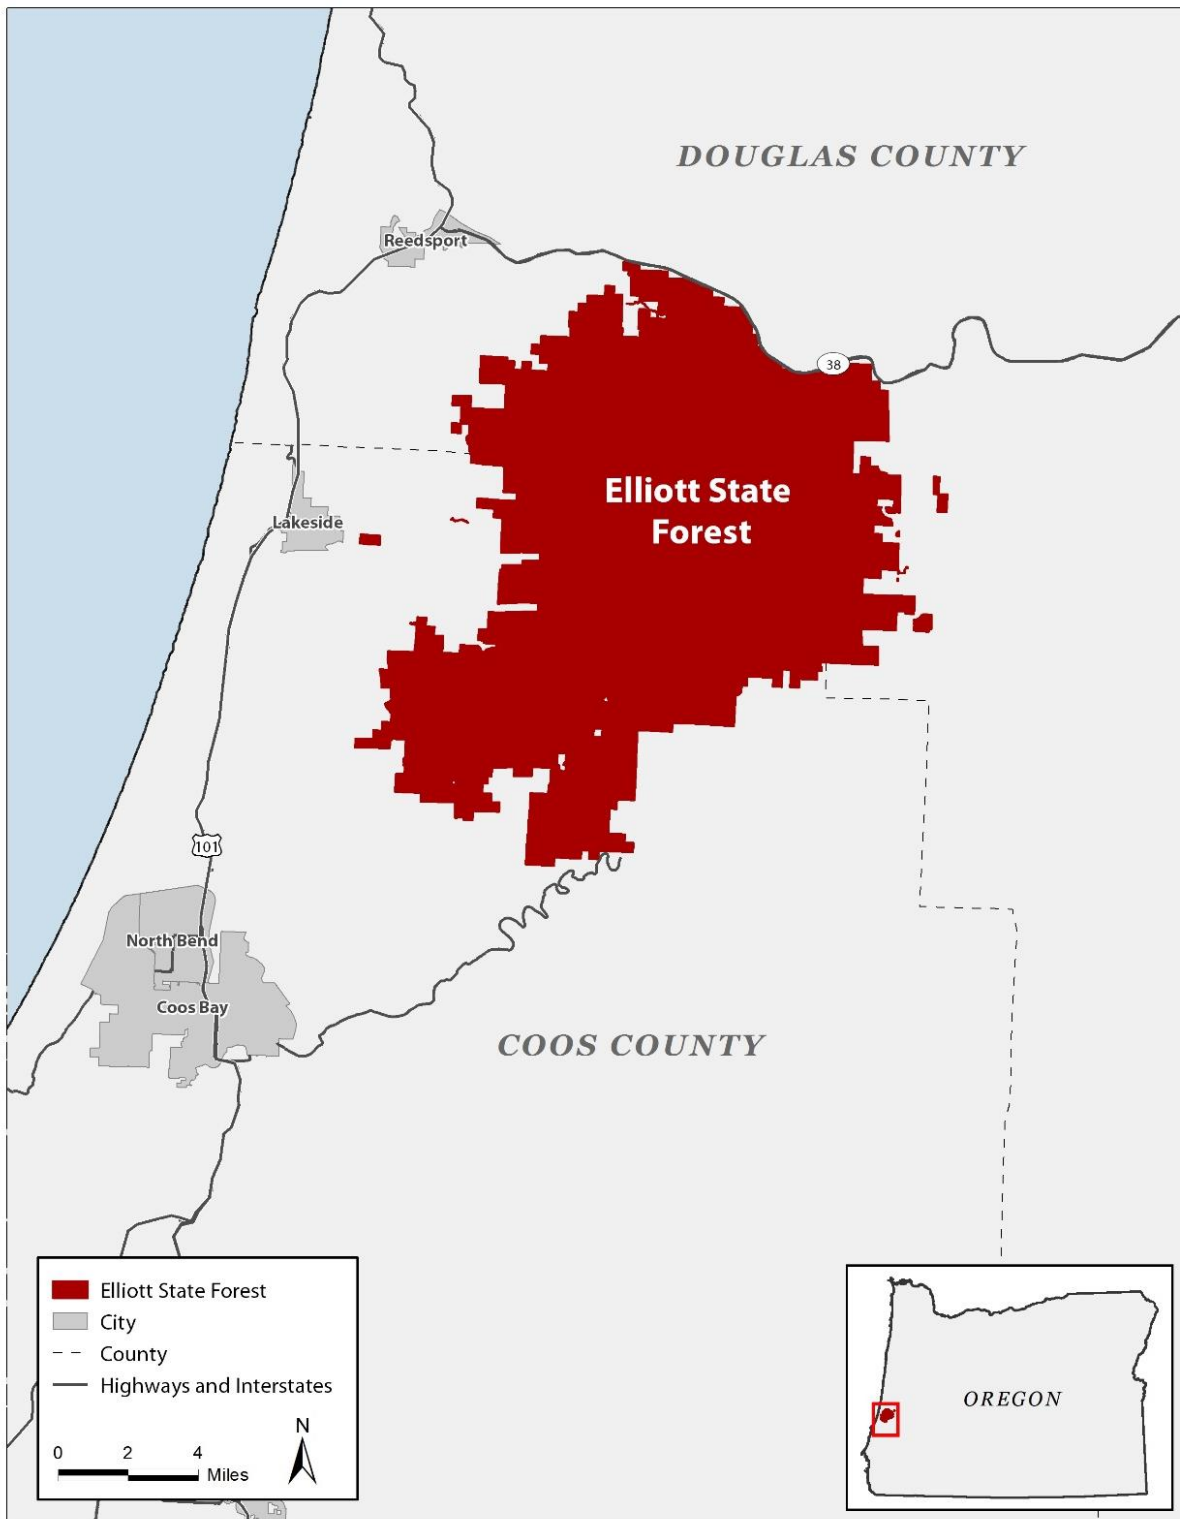 DOUGLAS COUNTY
Reedsport
38
Elliott State
Forest
Lakeside
101
North Bend
Coos Bay
COOS COUNTY
Elliott State Forest
City
County
Highways and Interstates
N
0 2 4
Miles
OREGON